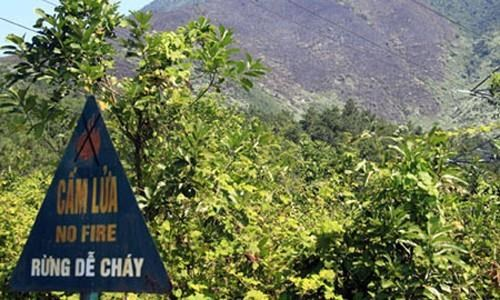 CẤM LỬA
NO FIRE
RỪNG DỄ CHÁY